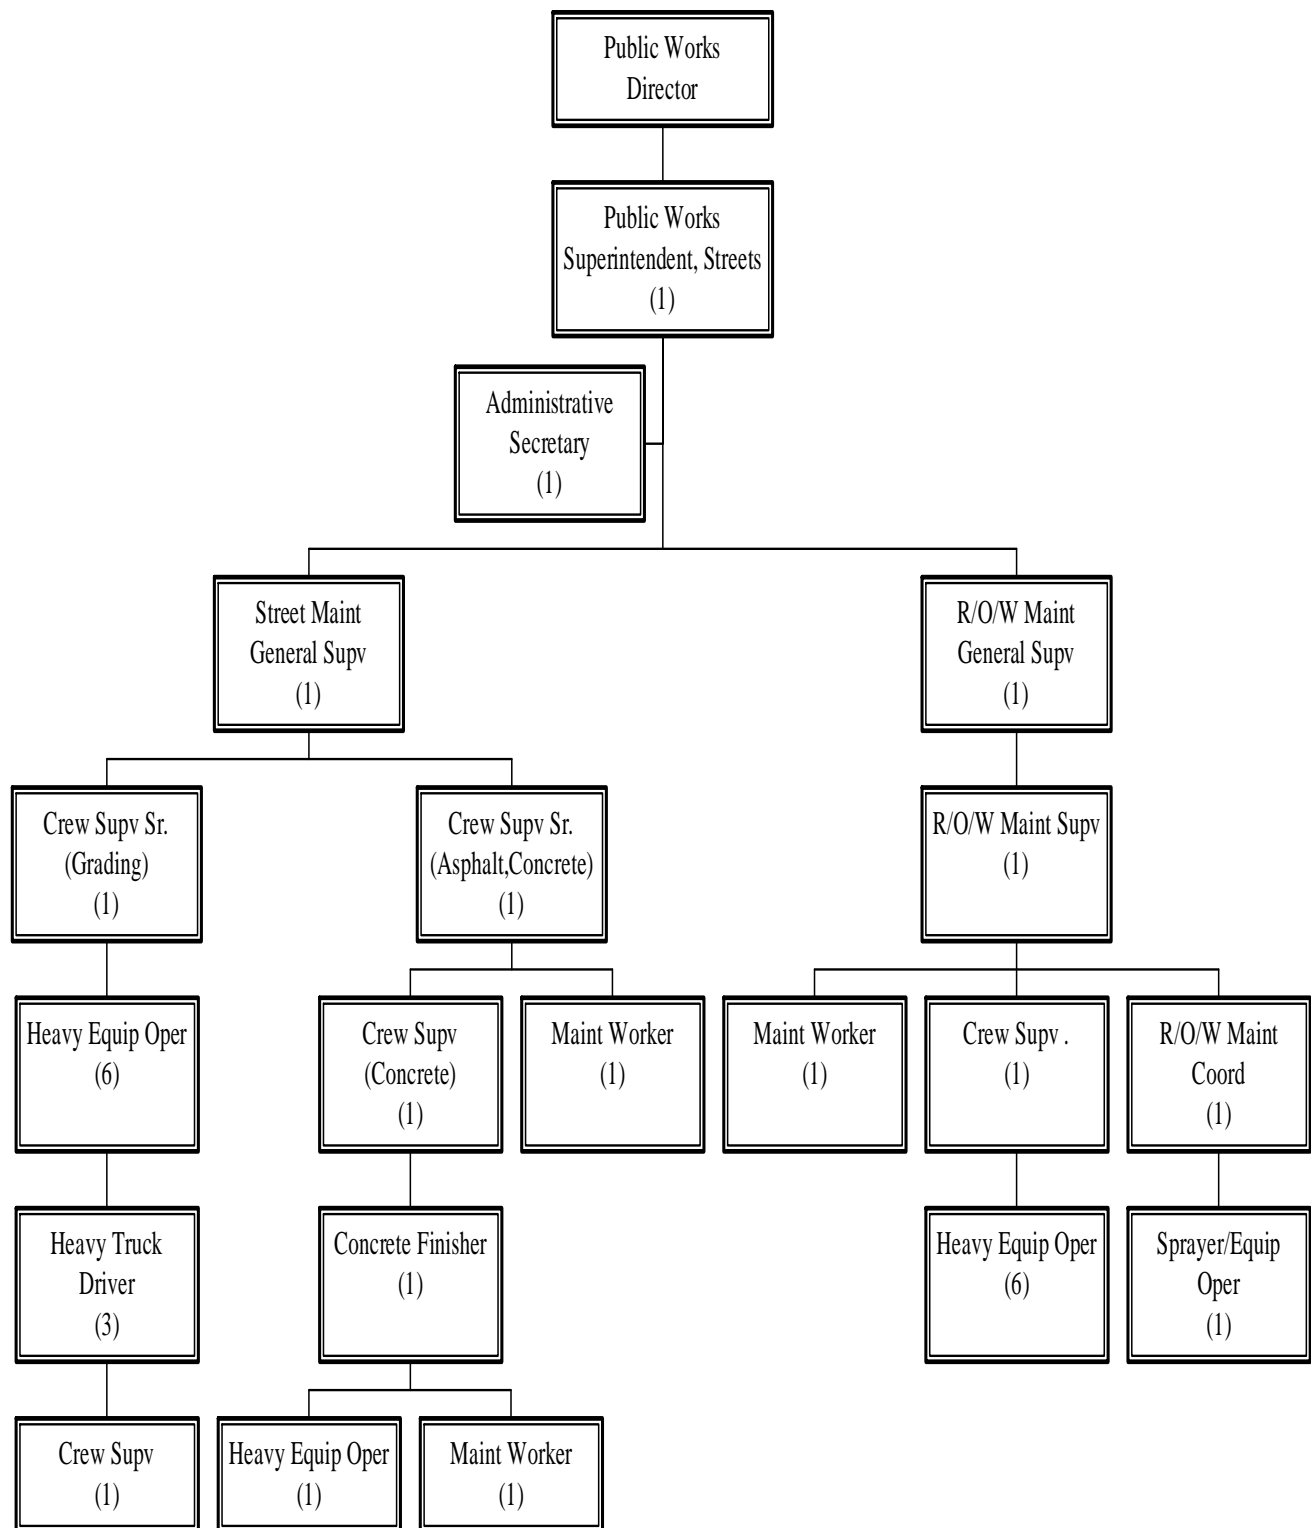 Public Works
Director
Public Works
Superintendent, Streets
(1)
Administrative
Secretary
(1)
Street Maint
General Supv
(1)
R/O/W Maint
General Supv
(1)
Crew Supv Sr.
(Grading)
(1)
Crew Supv Sr.
(Asphalt,Concrete)
(1)
R/O/W Maint Supv
(1)
Heavy Equip Oper
(6)
Crew Supv
(Concrete)
(1)
Maint Worker
(1)
Maint Worker
(1)
Crew Supv .
(1)
R/O/W Maint
Coord
(1)
Heavy Truck
Driver
(3)
Concrete Finisher
(1)
Heavy Equip Oper
(6)
Sprayer/Equip
Oper
(1)
Crew Supv
(1)
Heavy Equip Oper
(1)
Maint Worker
(1)